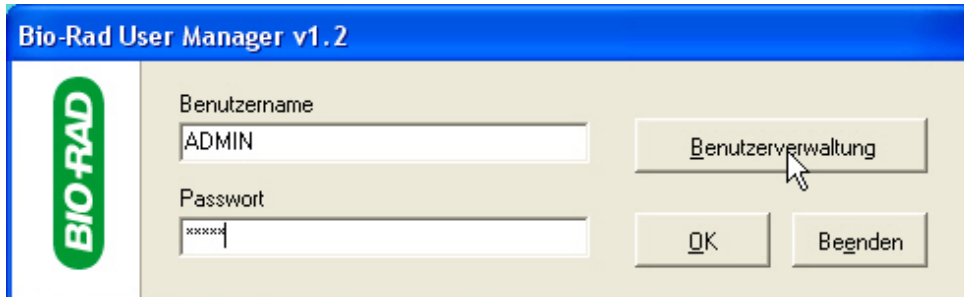 Bio-Rad User Manager v1.2
BIO-RAD
Benutzername
ADMIN
Benutzerverwaltung
Passwort
*****
OK
Beenden